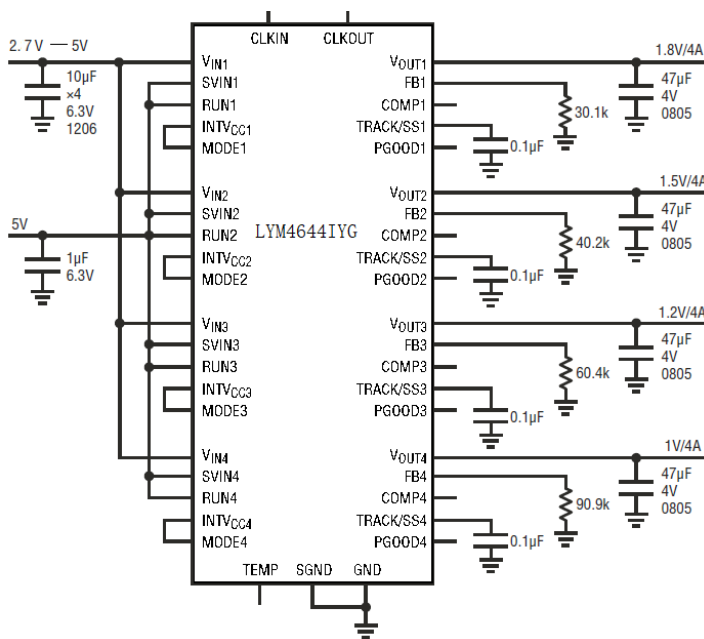 CLKIN CLKOUT
2.7V — 5V
10µF
×4
6.3V
1206
5V
1µF
6.3V
VIN1
SVIN1
RUN1
INTVCC1
MODE1
VIN2
SVIN2
RUN2
INTVCC2
MODE2
VIN3
SVIN3
RUN3
INTVCC3
MODE3
VIN4
SVIN4
RUN4
INTVCC4
MODE4
LYM4644IYG
VOUT1
FB1
COMP1
TRACK/SS1
PGOOD1
VOUT2
FB2
COMP2
TRACK/SS2
PGOOD2
VOUT3
FB3
COMP3
TRACK/SS3
PGOOD3
VOUT4
FB4
COMP4
TRACK/SS4
PGOOD4
0.1µF
30.1k
1.8V/4A
47µF
4V
0805
0.1µF
40.2k
1.5V/4A
47µF
4V
0805
0.1µF
60.4k
1.2V/4A
47µF
4V
0805
0.1µF
90.9k
1V/4A
47µF
4V
0805
TEMP SGND GND